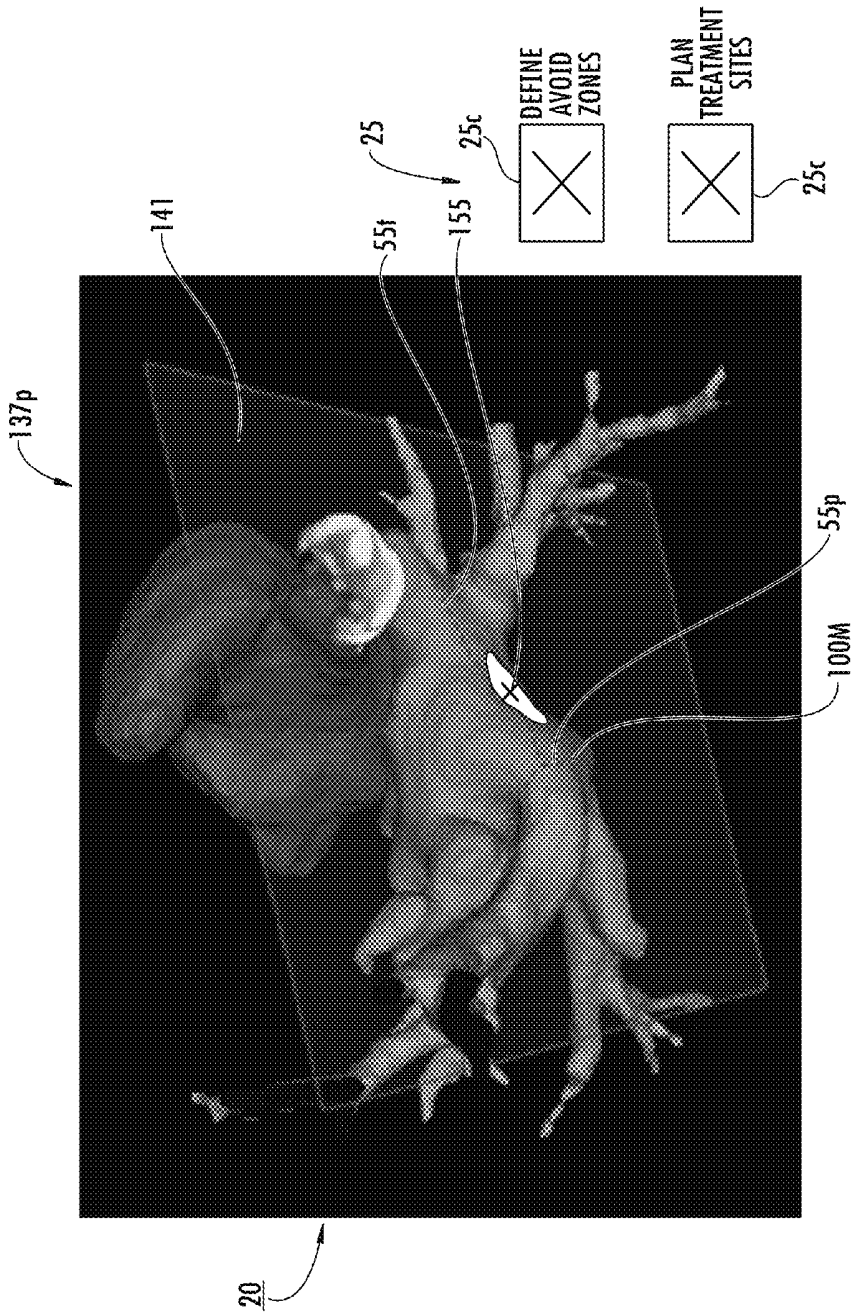 137p
141
20
25
55f
155
25c
DEFINE
AVOID
ZONES
PLAN
TREATMENT
SITES
25c
55p
100M